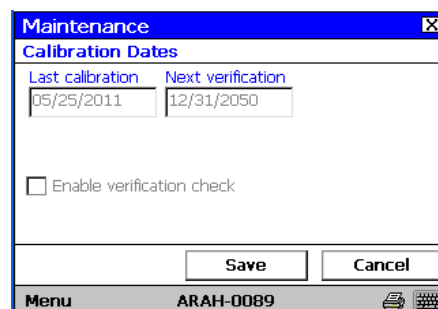 Maintenance
Calibration Dates
Last calibration Next verification
05/25/2011 12/31/2050
Enable verification check
Save Cancel
Menu ARAH-0089